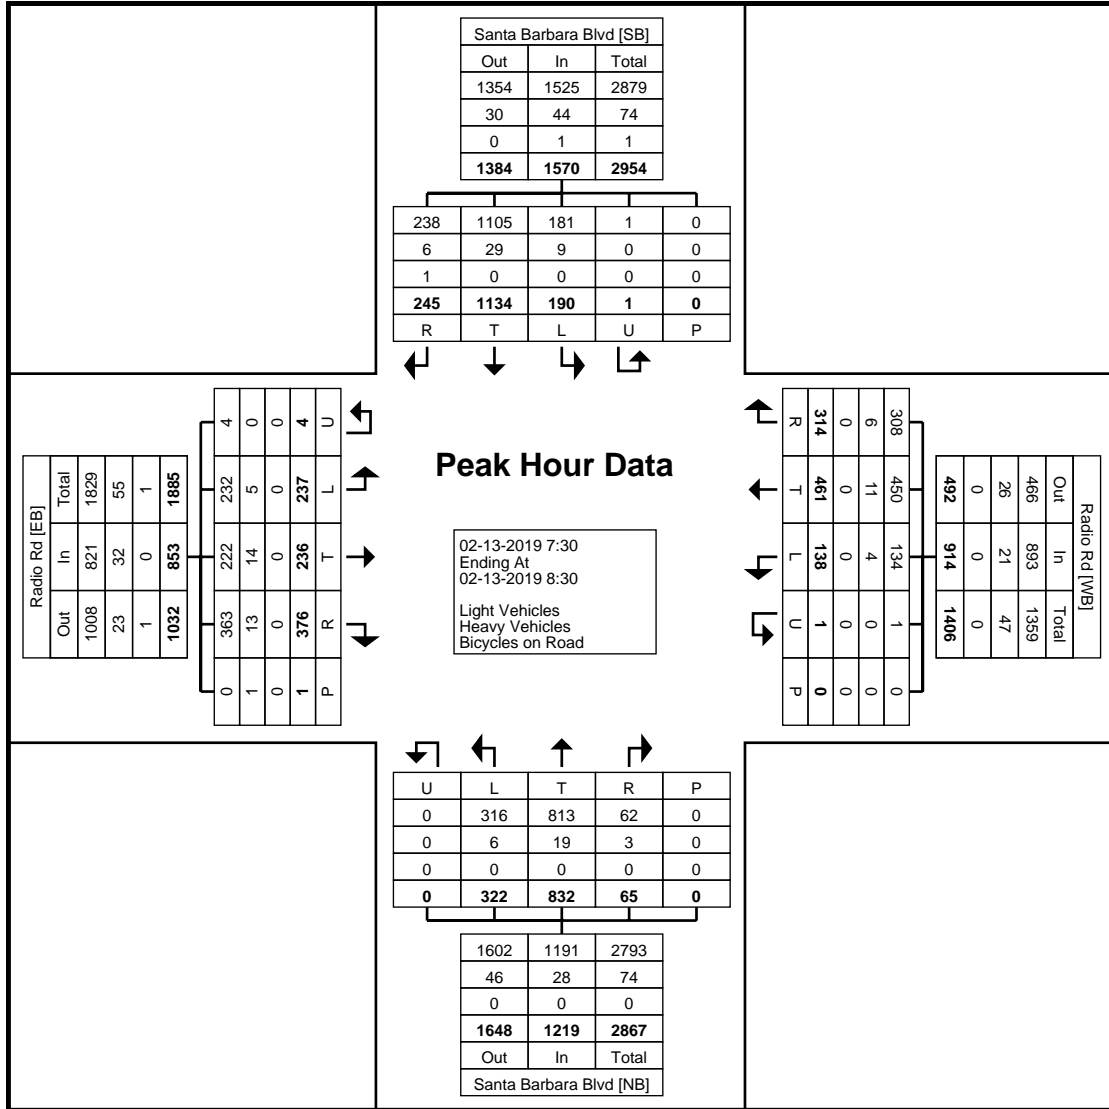 Santa Barbara Blvd [SB]
Out In Total
1354 1525 2879
30 44 74
0 1 1
1384 1570 2954
238 1105 181 1 0
6 29 9 0 0
1 0 0 0 0
245 1134 190 1 0
R T L U P
Radio Rd [EB]
Out In Total
1008 821 1829
23 32 55
1 0 1
1032 853 1885
0 363 222 232 4
1 13 14 5 0
0 0 0 0 0
1 376 236 237 4
P R T L U
Peak Hour Data
02-13-2019 7:30
Ending At
02-13-2019 8:30
Light Vehicles
Heavy Vehicles
Bicycles on Road
Radio Rd [WB]
Out In Total
466 893 1359
26 21 47
0 0 0
492 914 1406
308 450 134 1 0
6 11 4 0 0
0 0 0 0 0
314 461 138 1 0
R T L U P
U L T R P
0 316 813 62 0
0 6 19 3 0
0 0 0 0 0
0 322 832 65 0
1602 1191 2793
46 28 74
0 0 0
1648 1219 2867
Out In Total
Santa Barbara Blvd [NB]